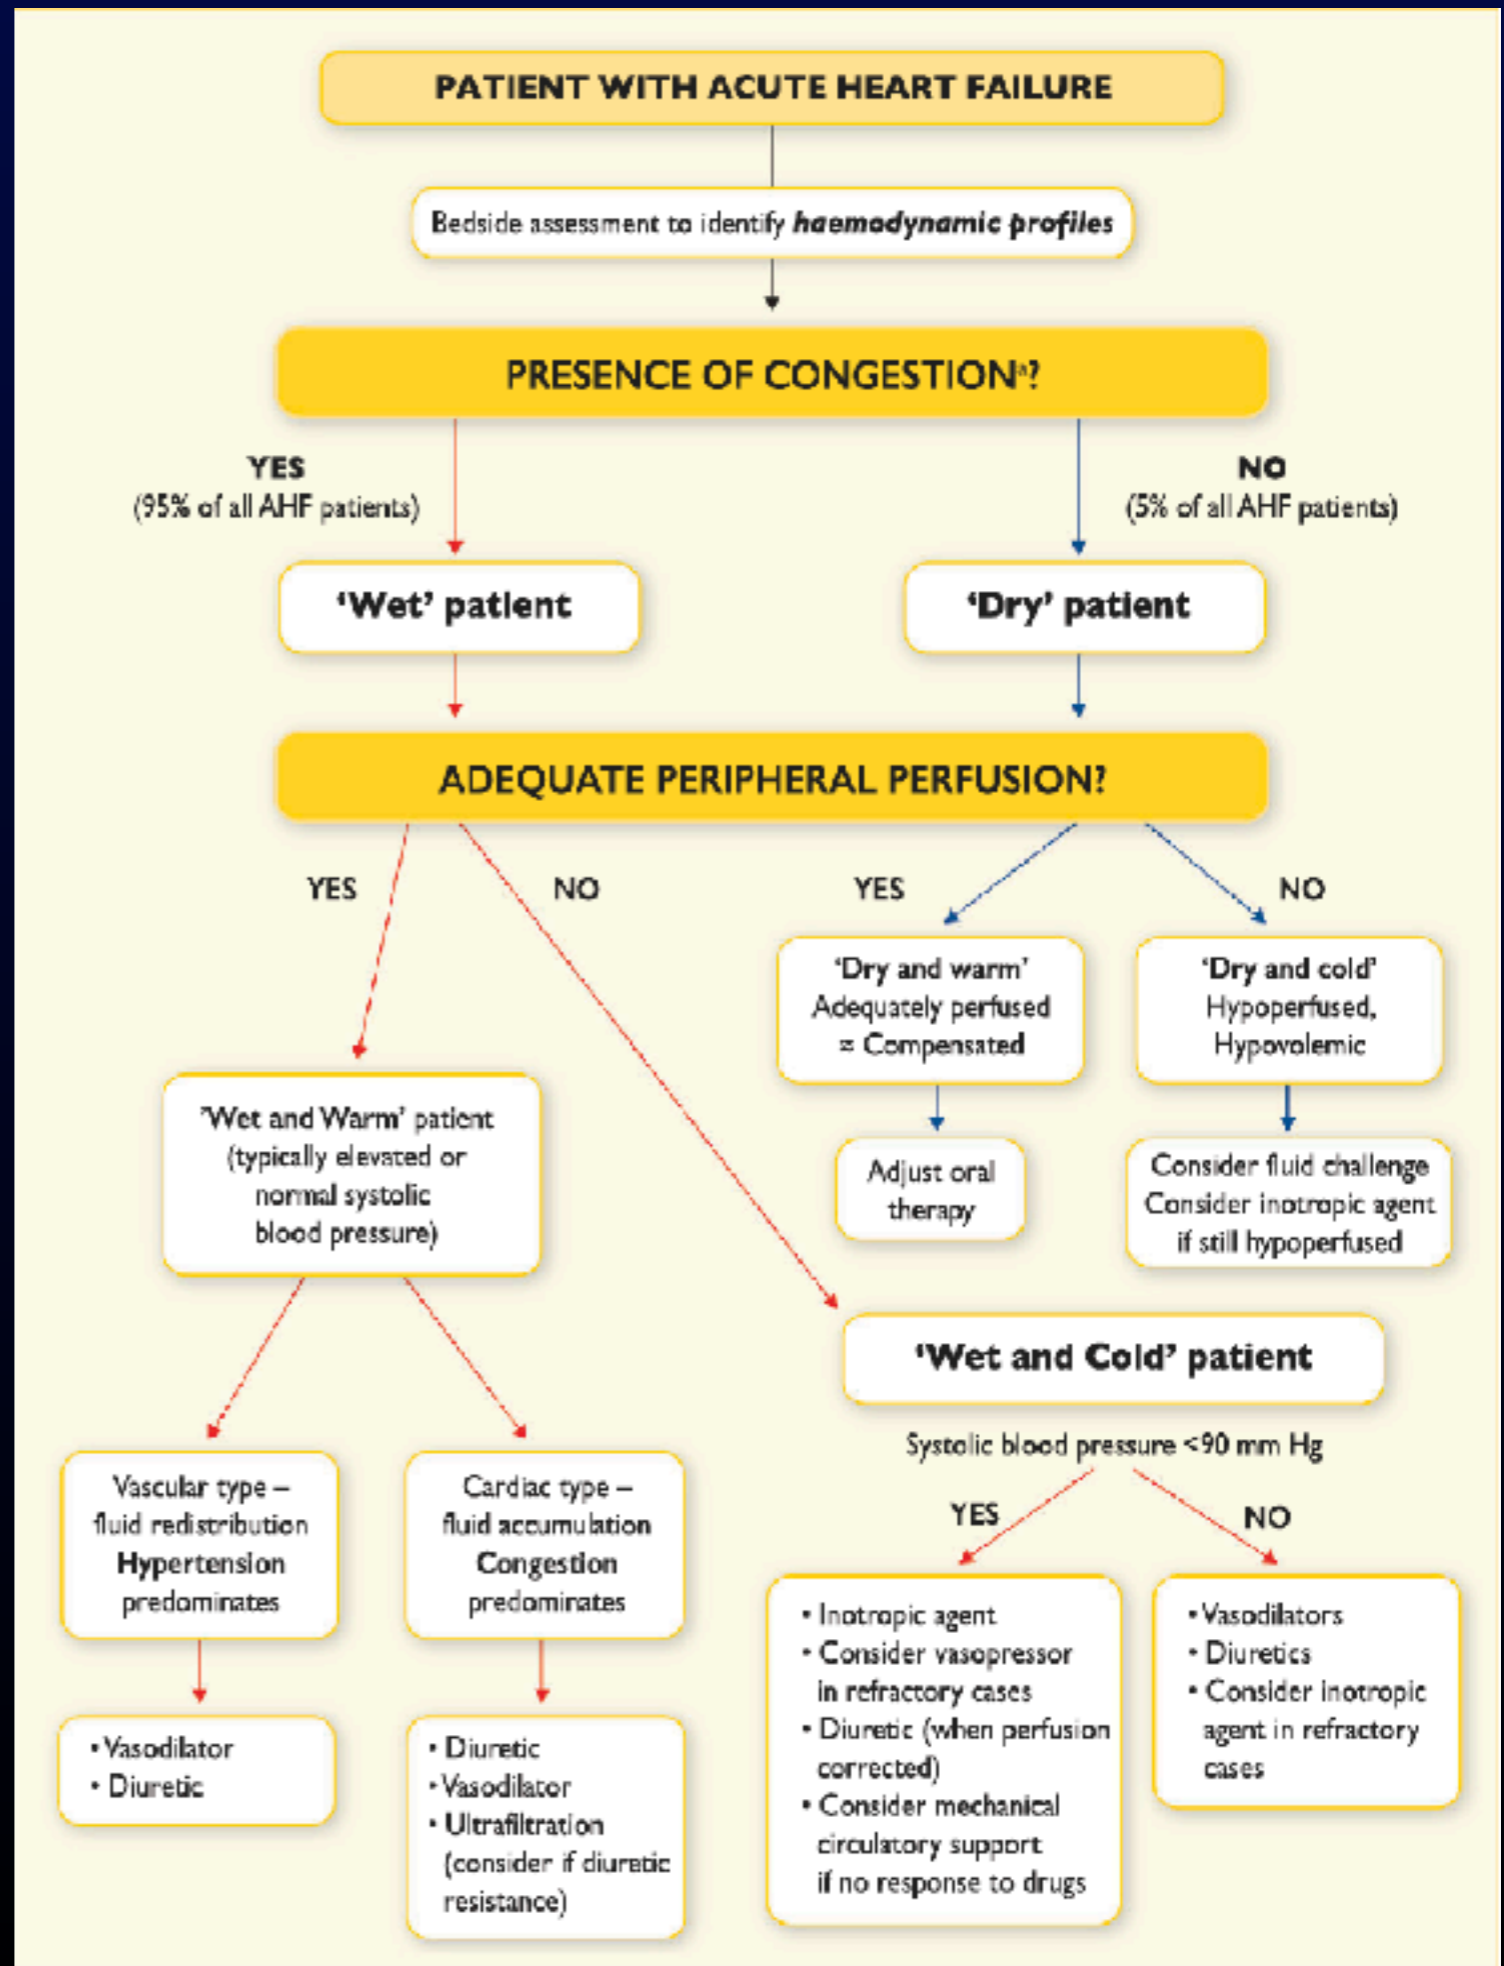 PATIENT WITH ACUTE HEART FAILURE
Bedside assessment to identify haemodynamic profiles
PRESENCE OF CONGESTIONᵃ?
YES
(95% of all AHF patients)
NO
(5% of all AHF patients)
‘Wet’ patient
‘Dry’ patient
ADEQUATE PERIPHERAL PERFUSION?
YES
NO
YES
NO
‘Dry and warm’
Adequately perfused
≈ Compensated
‘Dry and cold’
Hypoperfused,
Hypovolemic
’Wet and Warm’ patient
(typically elevated or
normal systolic
blood pressure)
Adjust oral
therapy
Consider fluid challenge
Consider inotropic agent
if still hypoperfused
‘Wet and Cold’ patient
Systolic blood pressure <90 mm Hg
YES
NO
Vascular type –
fluid redistribution
Hypertension
predominates
Cardiac type –
fluid accumulation
Congestion
predominates
• Vasodilator
• Diuretic
• Diuretic
• Vasodilator
• Ultrafiltration
(consider if diuretic
resistance)
• Inotropic agent
• Consider vasopressor
in refractory cases
• Diuretic (when perfusion
corrected)
• Consider mechanical
circulatory support
if no response to drugs
• Vasodilators
• Diuretics
• Consider inotropic
agent in refractory
cases